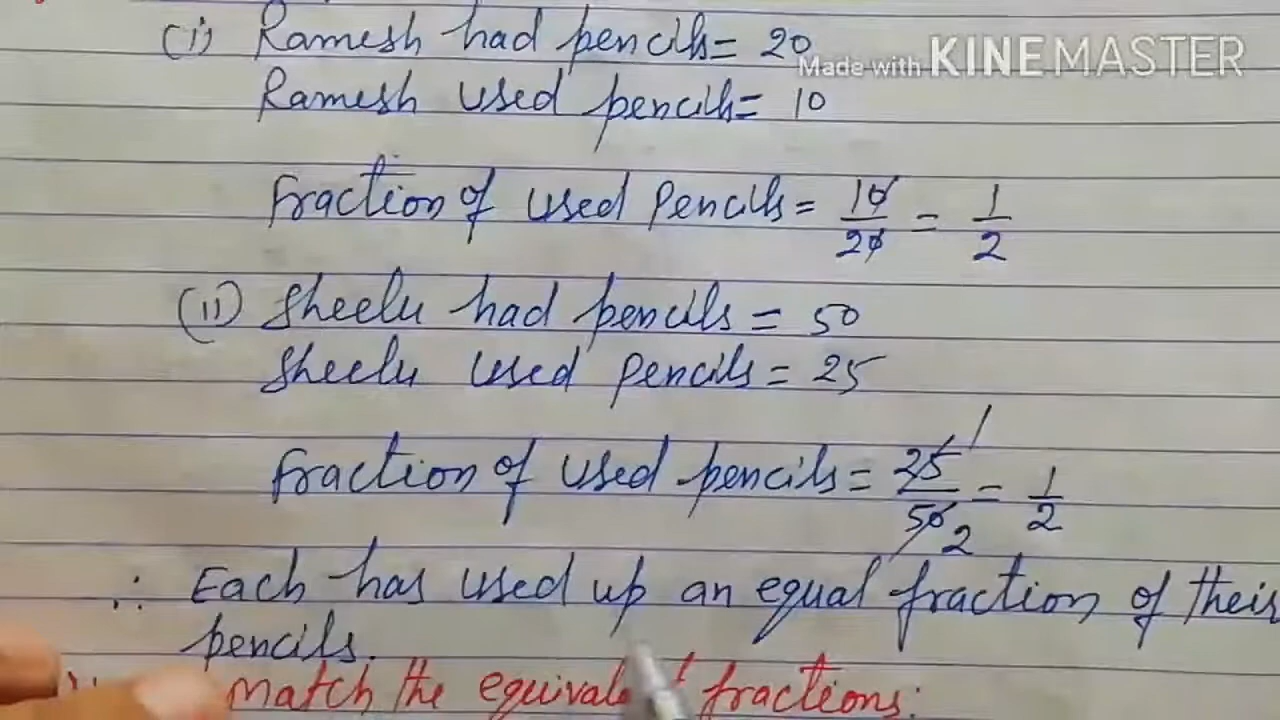 (i) Ramesh had pencils= 20
Made with KINEMASTER
Ramesh used pencils= 10
Fraction of used Pencils = 10/20 = 1/2
(ii) Sheelu had pencils = 50
Sheelu used pencils = 25
Fraction of used pencils = 25/50 = 1/2
1
2
∴ Each has used up an equal fraction of their
pencils.
Match the fractions: